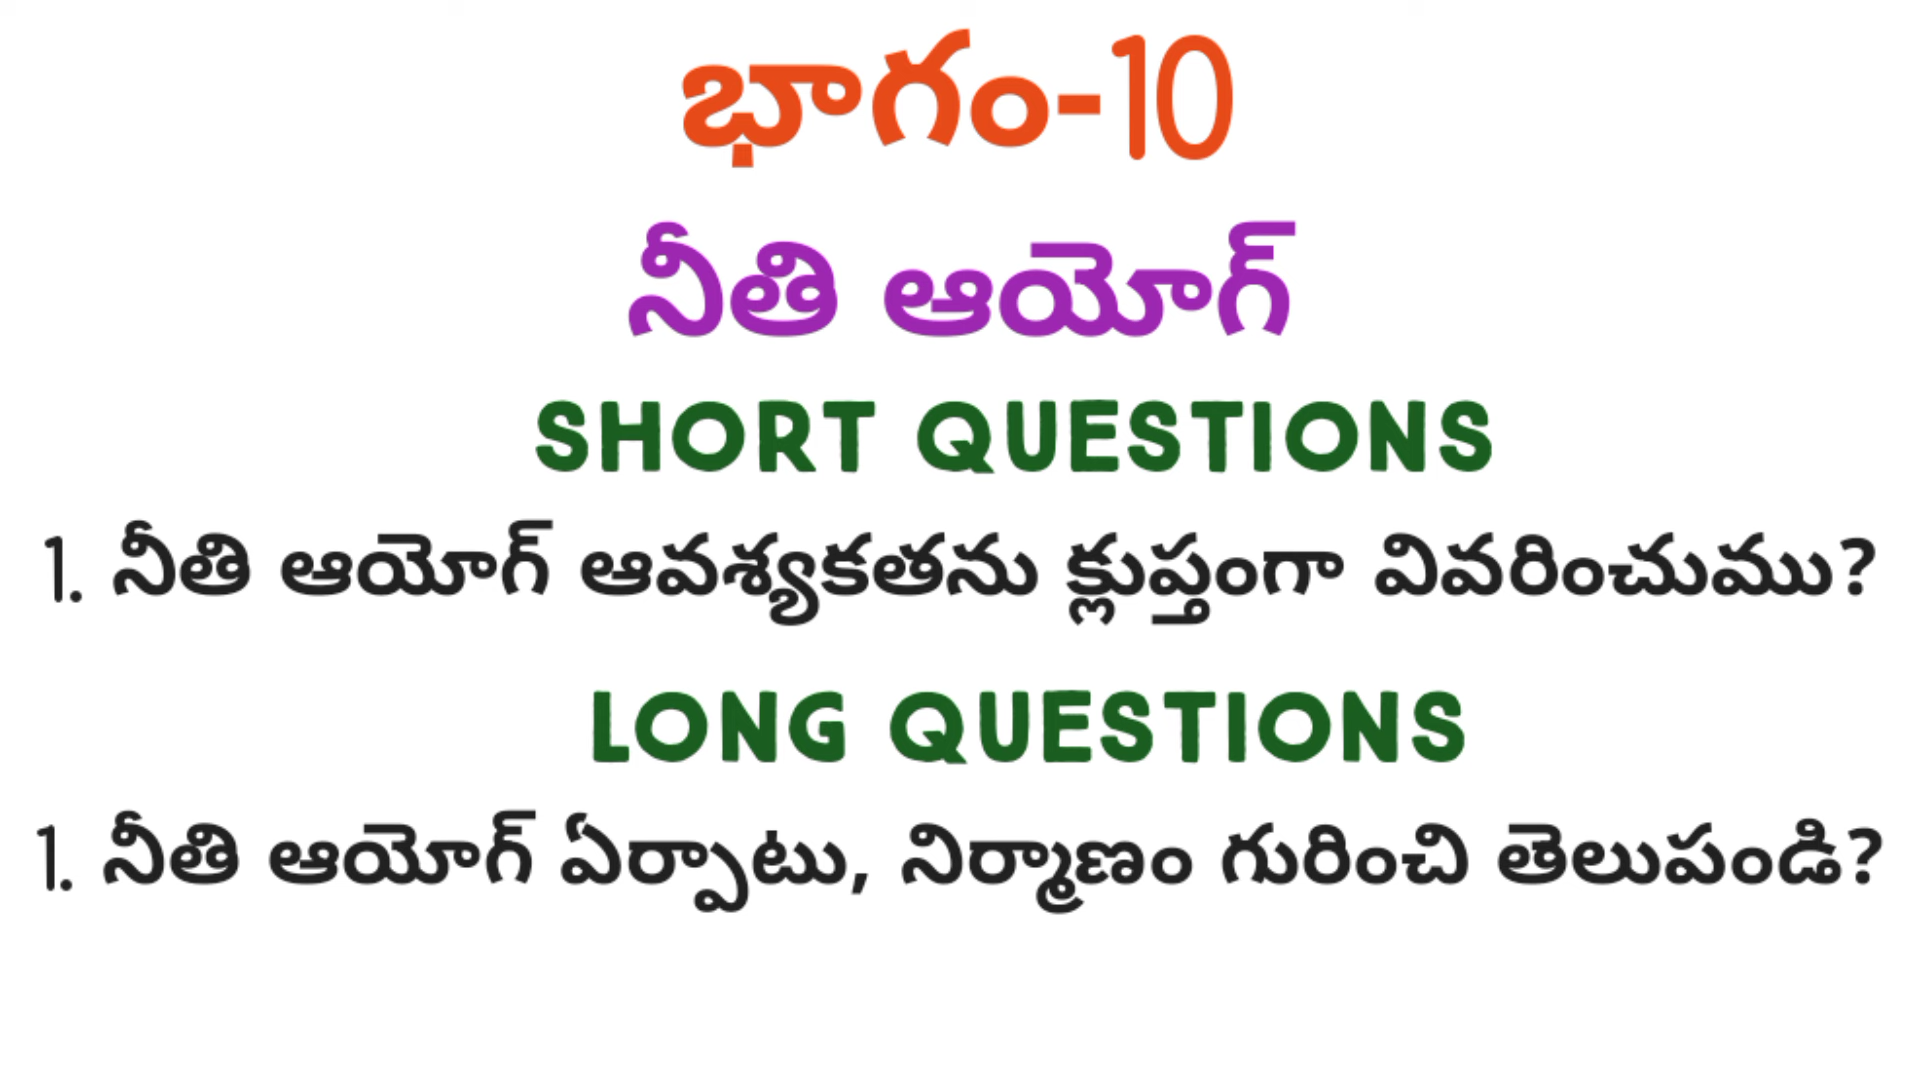 భాగం-10
నీతి ఆయోగ్
SHORT QUESTIONS
1. నీతి ఆయోగ్ ఆవశ్యకతను క్లుప్తంగా వివరించుము?
LONG QUESTIONS
1. నీతి ఆయోగ్ ఏర్పాటు, నిర్మాణం గురించి తెలుపండి?